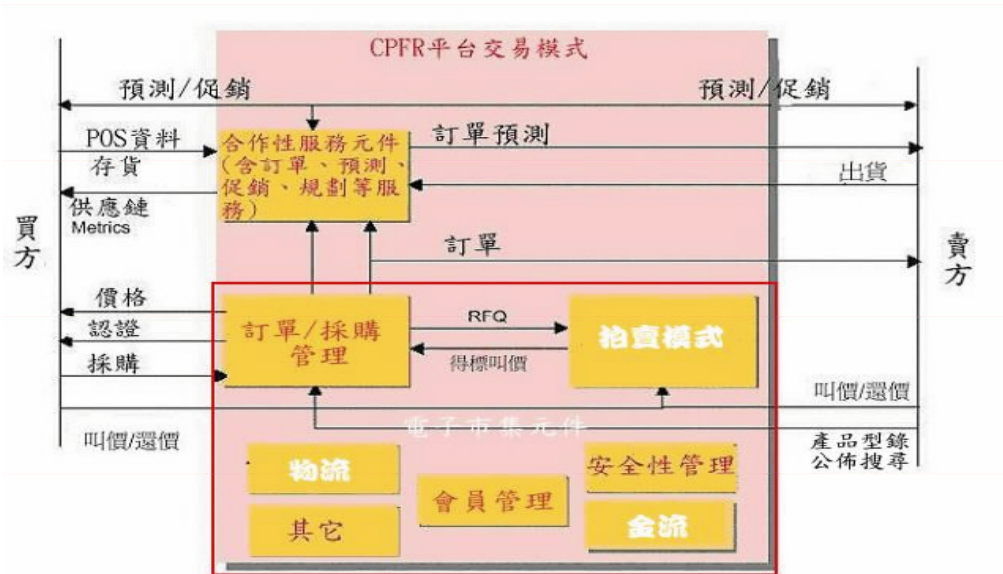 CPFR平台交易模式
預測/促銷
預測/促銷
POS資料
存貨
供應鏈
Metrics
合作性服務元件
(含訂單、預測、
促銷、規劃等服
務)
訂單預測
出貨
訂單
買方
賣方
價格
認證
採購
訂單/採購
管理
RFQ
得標叫價
拍賣模式
叫價/還價
叫價/還價
電子市集元件
產品型錄
公佈搜尋
物流
其它
會員管理
安全性管理
金流